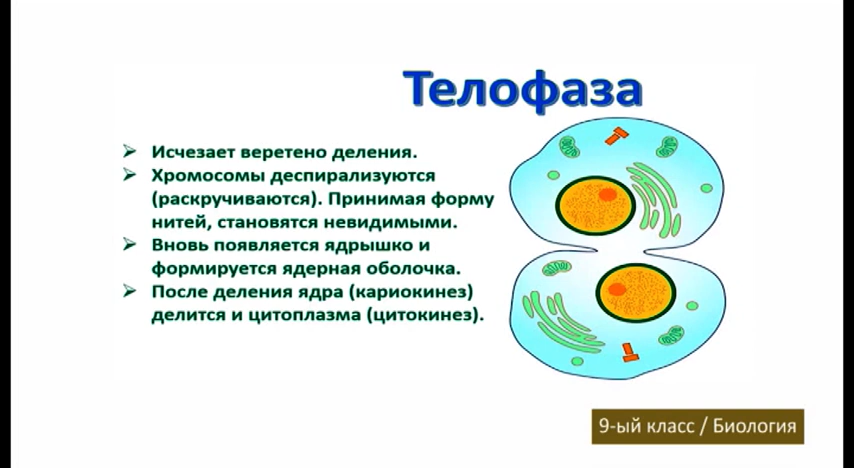 Телофаза
Исчезает веретено деления.
Хромосомы деспирализуются
(раскручиваются). Принимая форму
нитей, становятся невидимыми.
Вновь появляется ядрышко и
формируется ядерная оболочка.
После деления ядра (кариокинез)
делится и цитоплазма (цитокинез).
9-ый класс / Биология